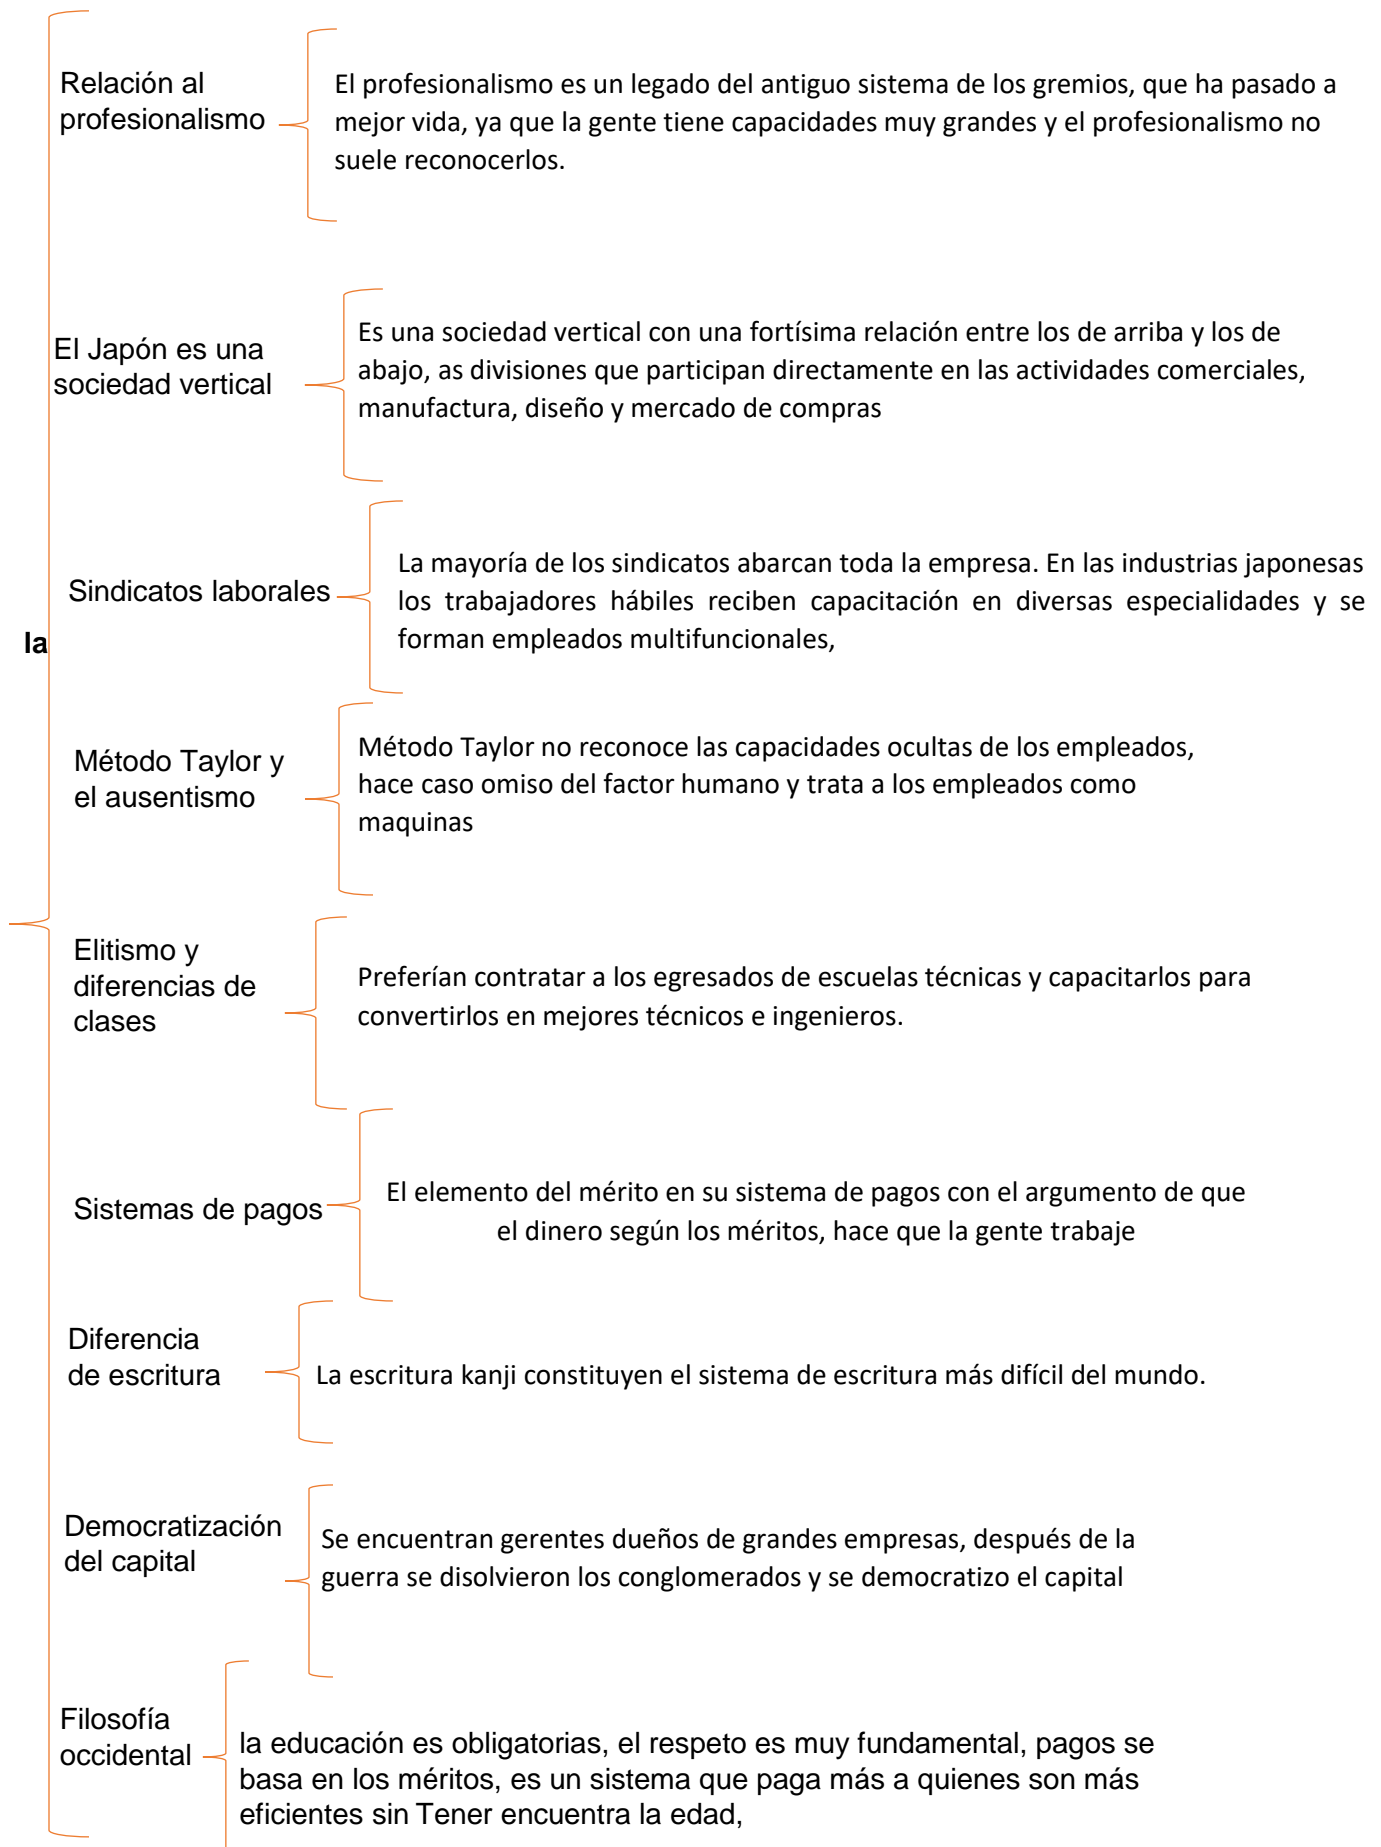 Relación al
profesionalismo
El profesionalismo es un legado del antiguo sistema de los gremios, que ha pasado a
mejor vida, ya que la gente tiene capacidades muy grandes y el profesionalismo no
suele reconocerlos.
El Japón es una
sociedad vertical
Es una sociedad vertical con una fortísima relación entre los de arriba y los de
abajo, as divisiones que participan directamente en las actividades comerciales,
manufactura, diseño y mercado de compras
Sindicatos laborales
La mayoría de los sindicatos abarcan toda la empresa. En las industrias japonesas
los trabajadores hábiles reciben capacitación en diversas especialidades y se
forman empleados multifuncionales,
la
Método Taylor y
el ausentismo
Método Taylor no reconoce las capacidades ocultas de los empleados,
hace caso omiso del factor humano y trata a los empleados como
maquinas
Elitismo y
diferencias de
clases
Preferían contratar a los egresados de escuelas técnicas y capacitarlos para
convertirlos en mejores técnicos e ingenieros.
Sistemas de pagos
El elemento del mérito en su sistema de pagos con el argumento de que
el dinero según los méritos, hace que la gente trabaje
Diferencia
de escritura
La escritura kanji constituyen el sistema de escritura más difícil del mundo.
Democratización
del capital
Se encuentran gerentes dueños de grandes empresas, después de la
guerra se disolvieron los conglomerados y se democratizo el capital
Filosofía
occidental
la educación es obligatorias, el respeto es muy fundamental, pagos se
basa en los méritos, es un sistema que paga más a quienes son más
eficientes sin Tener encuentra la edad,